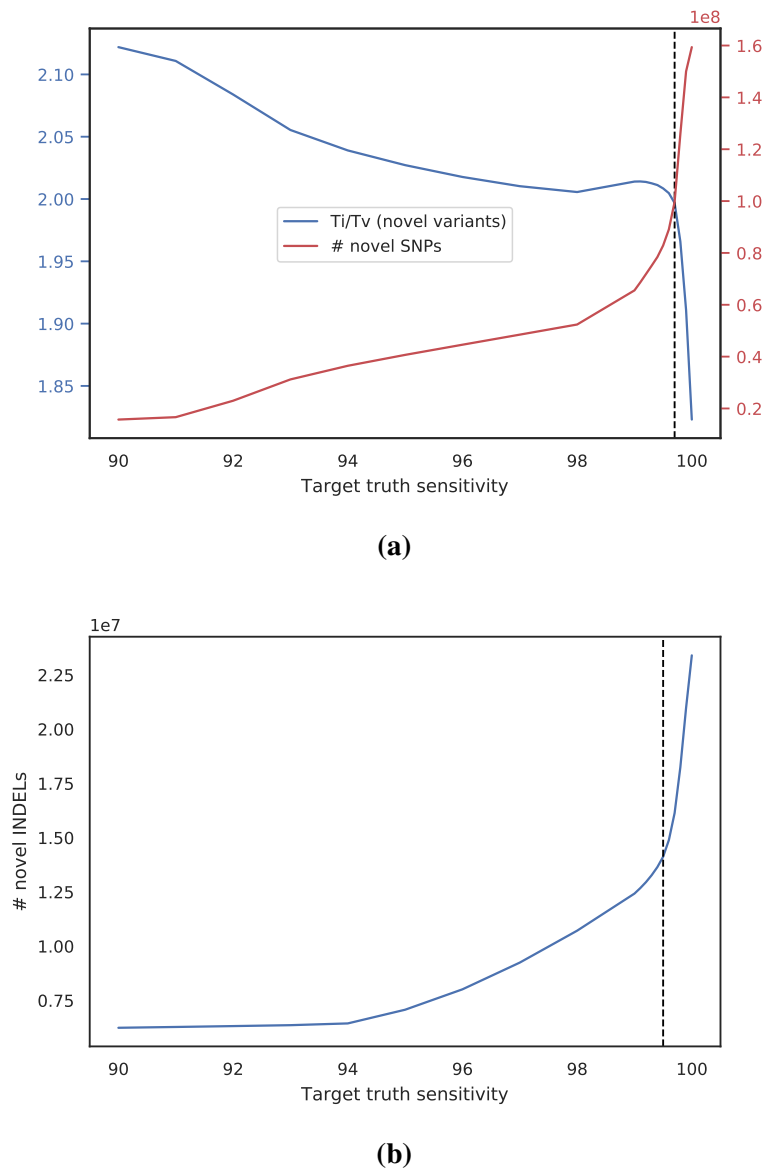 1e8
2.10
2.05
2.00
1.95
1.90
1.85
1.6
1.4
1.2
1.0
0.8
0.6
0.4
0.2
Ti/Tv (novel variants)
# novel SNPs
90 92 94 96 98 100
Target truth sensitivity
(a)
1e7
2.25
2.00
1.75
1.50
1.25
1.00
0.75
# novel INDELs
90 92 94 96 98 100
Target truth sensitivity
(b)